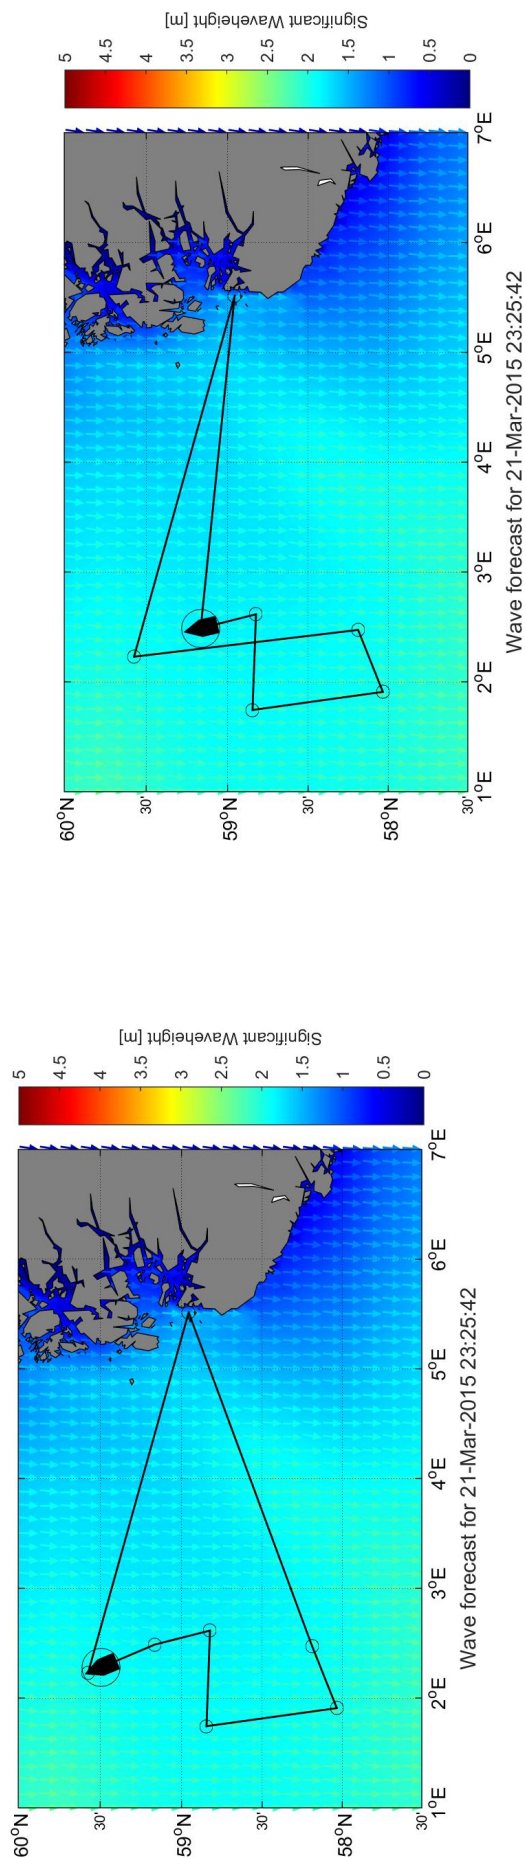 60°N
30'
59°N
30'
58°N
30'
1°E
2°E
3°E
4°E
5°E
6°E
7°E
Wave forecast for 21-Mar-2015 23:25:42
5
4.5
4
3.5
3
2.5
2
1.5
1
0.5
0
Significant Waveheight [m]
60°N
30'
59°N
30'
58°N
30'
1°E
2°E
3°E
4°E
5°E
6°E
7°E
Wave forecast for 21-Mar-2015 23:25:42
5
4.5
4
3.5
3
2.5
2
1.5
1
0.5
0
Significant Waveheight [m]